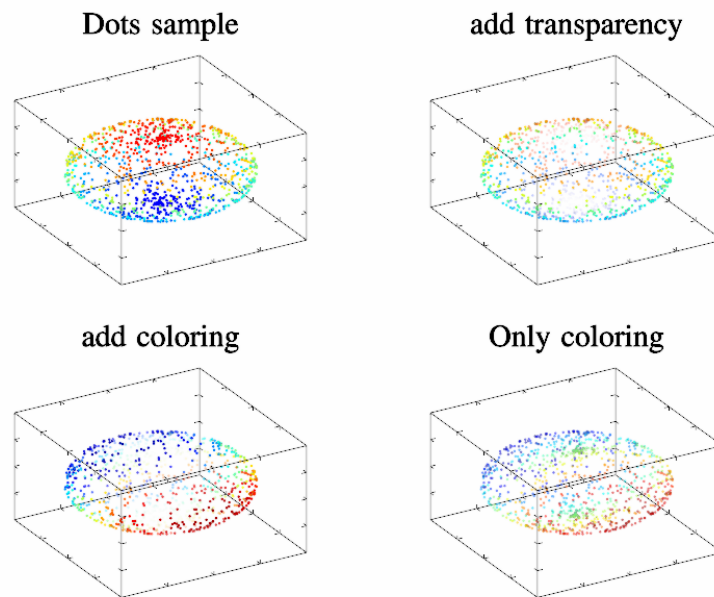 Dots sample
add transparency
add coloring
Only coloring